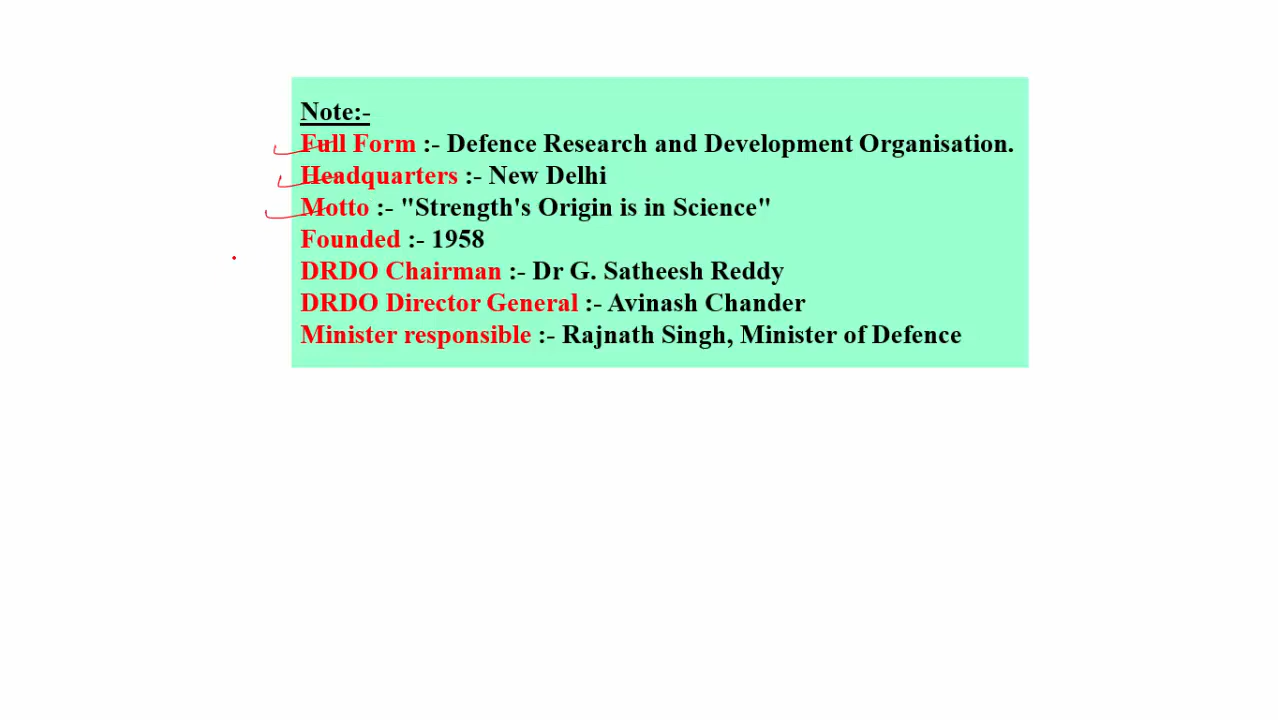 Note:-
Full Form :- Defence Research and Development Organisation.
Headquarters :- New Delhi
Motto :- "Strength's Origin is in Science"
Founded :- 1958
DRDO Chairman :- Dr G. Satheesh Reddy
DRDO Director General :- Avinash Chander
Minister responsible :- Rajnath Singh, Minister of Defence